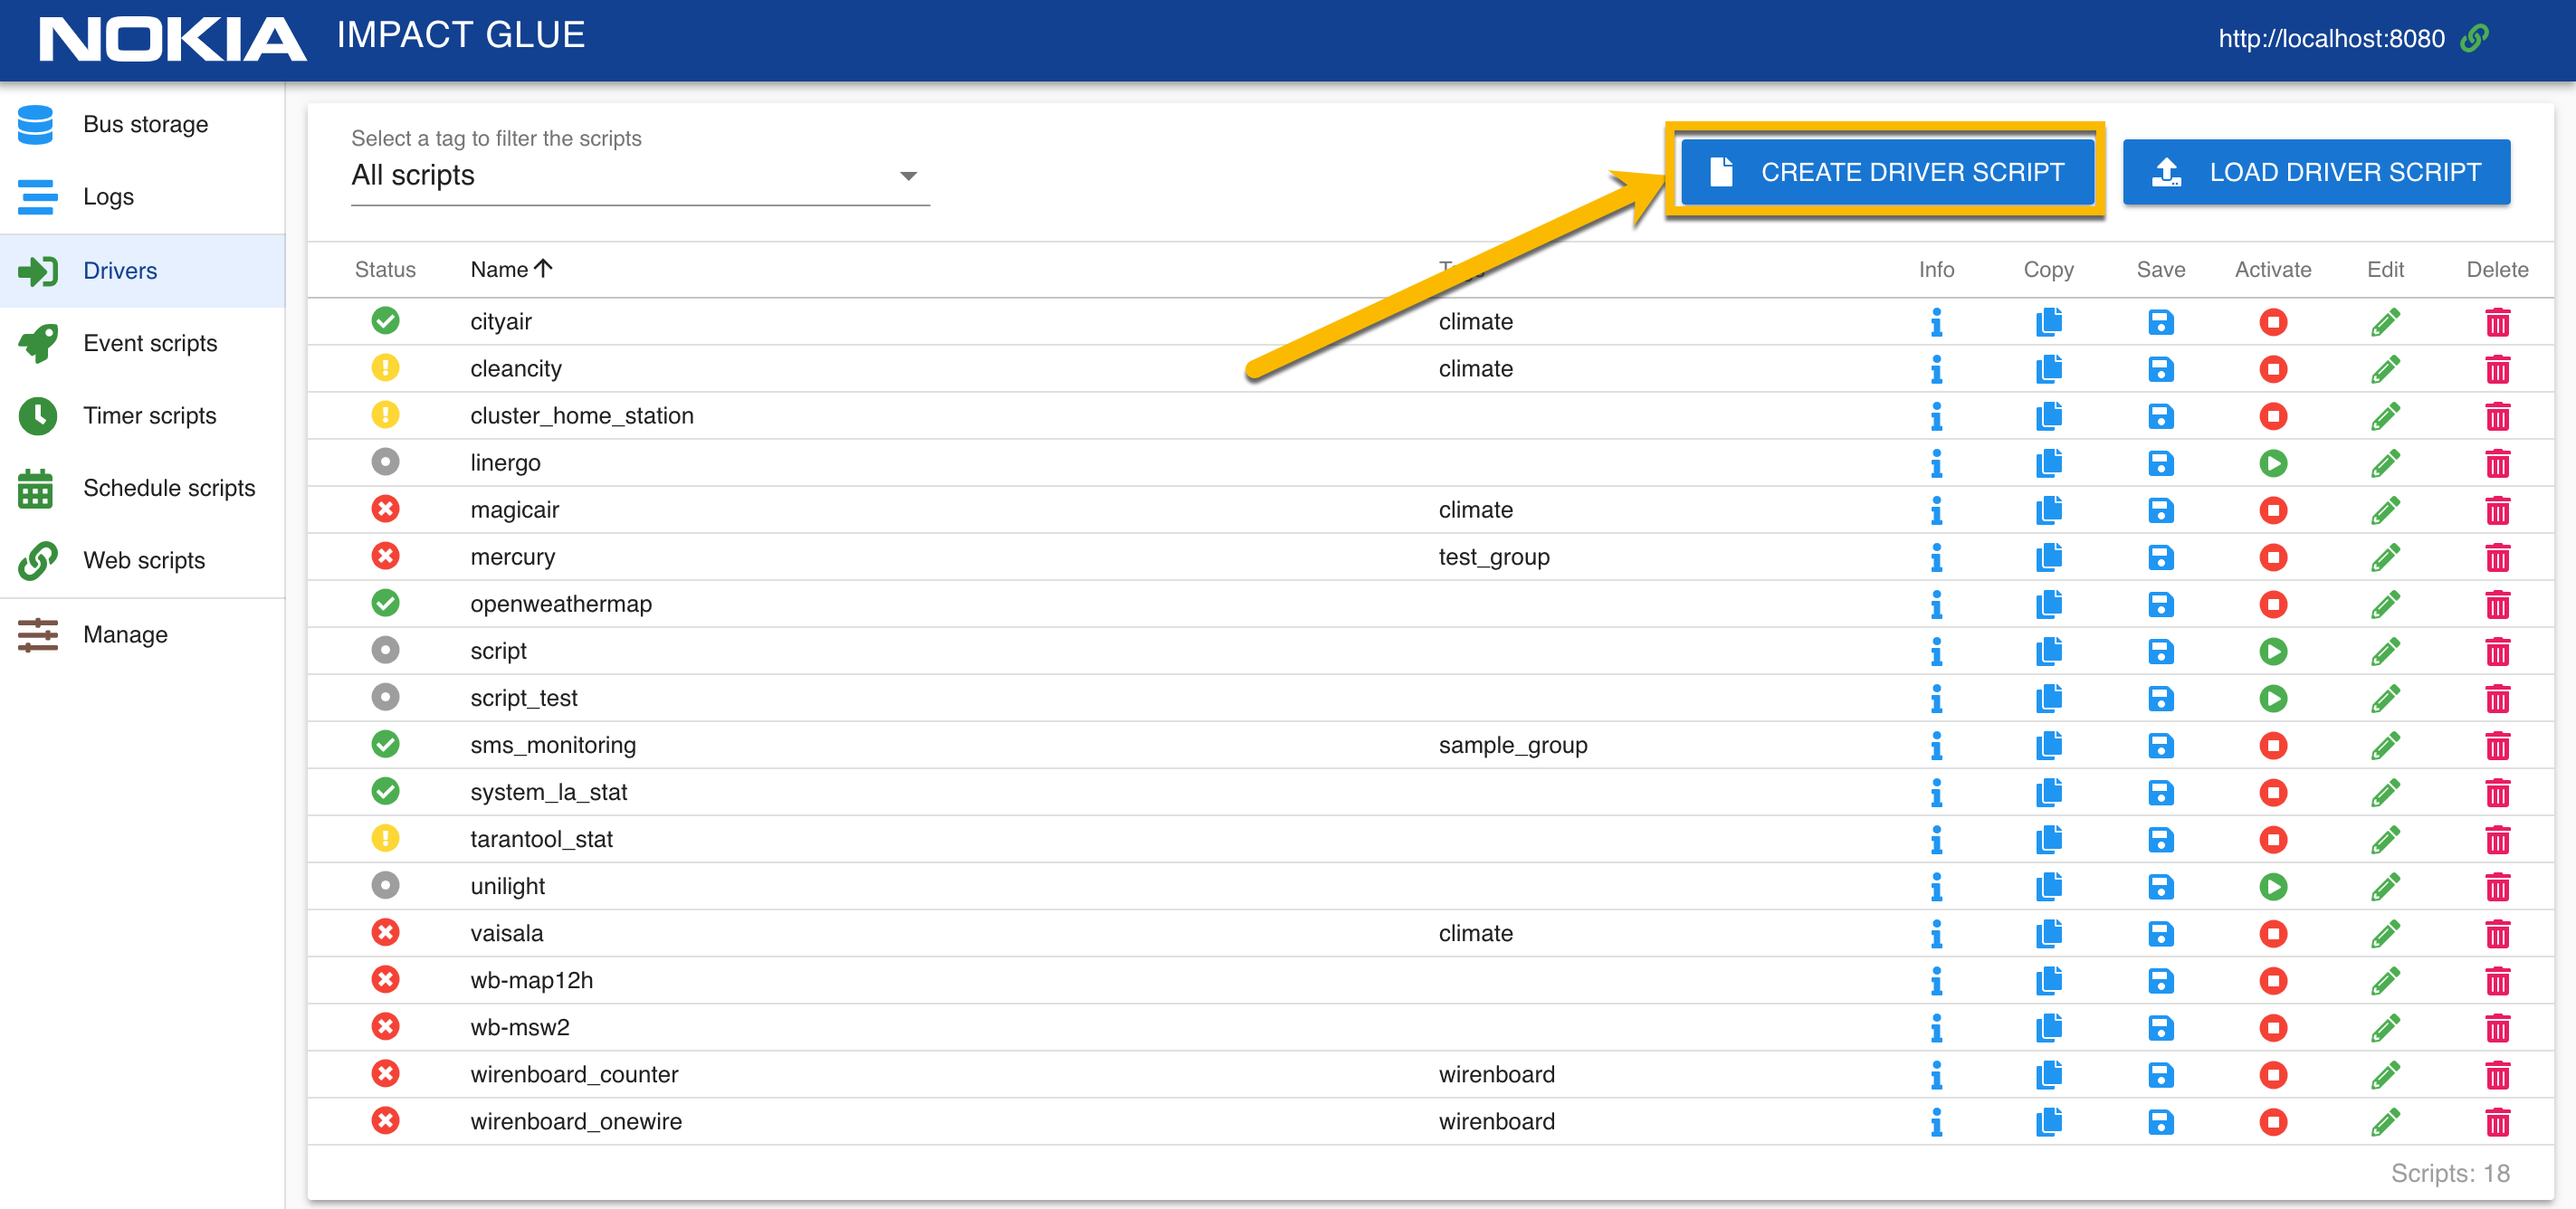 NOKIA IMPACT GLUE http://localhost:8080
Bus storage
Logs
Drivers
Event scripts
Timer scripts
Schedule scripts
Web scripts
Manage
Select a tag to filter the scripts
All scripts
CREATE DRIVER SCRIPT LOAD DRIVER SCRIPT
Status Name Info Copy Save Activate Edit Delete
cityair climate
cleancity climate
cluster_home_station
linergo
magicair climate
mercury test_group
openweathermap
script
script_test
sms_monitoring sample_group
system_la_stat
tarantool_stat
unilight
vaisala climate
wb-map12h
wb-msw2
wirenboard_counter wirenboard
wirenboard_onewire wirenboard
Scripts: 18